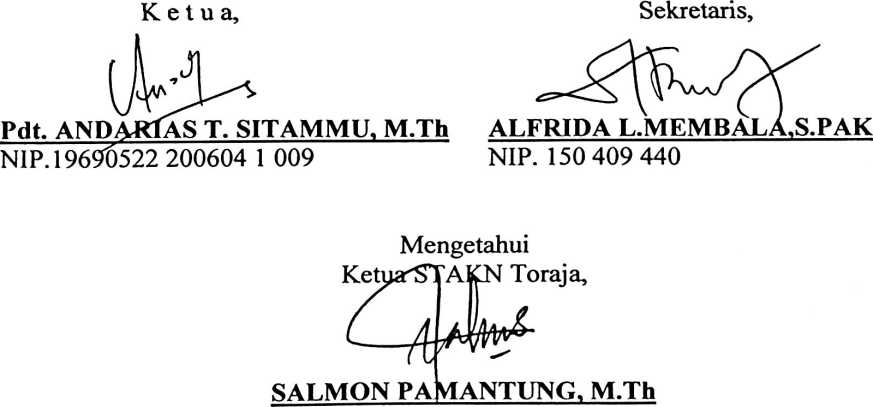 K e t u a,
Pdt. ANDARIAS T. SITAMMU, M.Th
NIP.19690522 200604 1 009
Sekretaris,
ALFRIDA L.MEMBALA,S.PAK
NIP. 150 409 440
Mengetahui
Ketua STAKN Toraja,
SALMON PAMANTUNG, M.Th